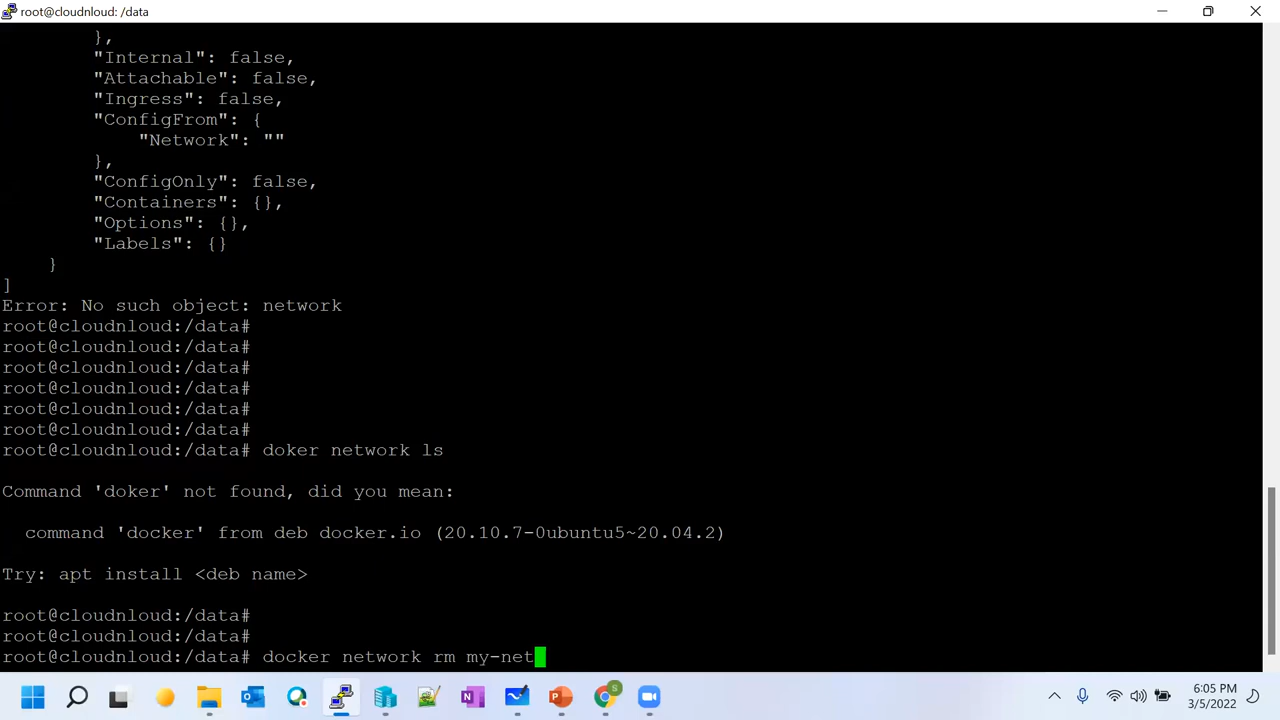 root@cloudnloud: /data
},
"Internal": false,
"Attachable": false,
"Ingress": false,
"ConfigFrom": {
"Network": ""
},
"ConfigOnly": false,
"Containers": {},
"Options": {},
"Labels": {}
}
]
Error: No such object: network
root@cloudnloud:/data#
root@cloudnloud:/data#
root@cloudnloud:/data#
root@cloudnloud:/data#
root@cloudnloud:/data#
root@cloudnloud:/data#
root@cloudnloud:/data# doker network ls
Command 'doker' not found, did you mean:
command 'docker' from deb docker.io (20.10.7-0ubuntu5~20.04.2)
Try: apt install <deb name>
root@cloudnloud:/data#
root@cloudnloud:/data#
root@cloudnloud:/data# docker network rm my-net
6:05 PM
3/5/2022